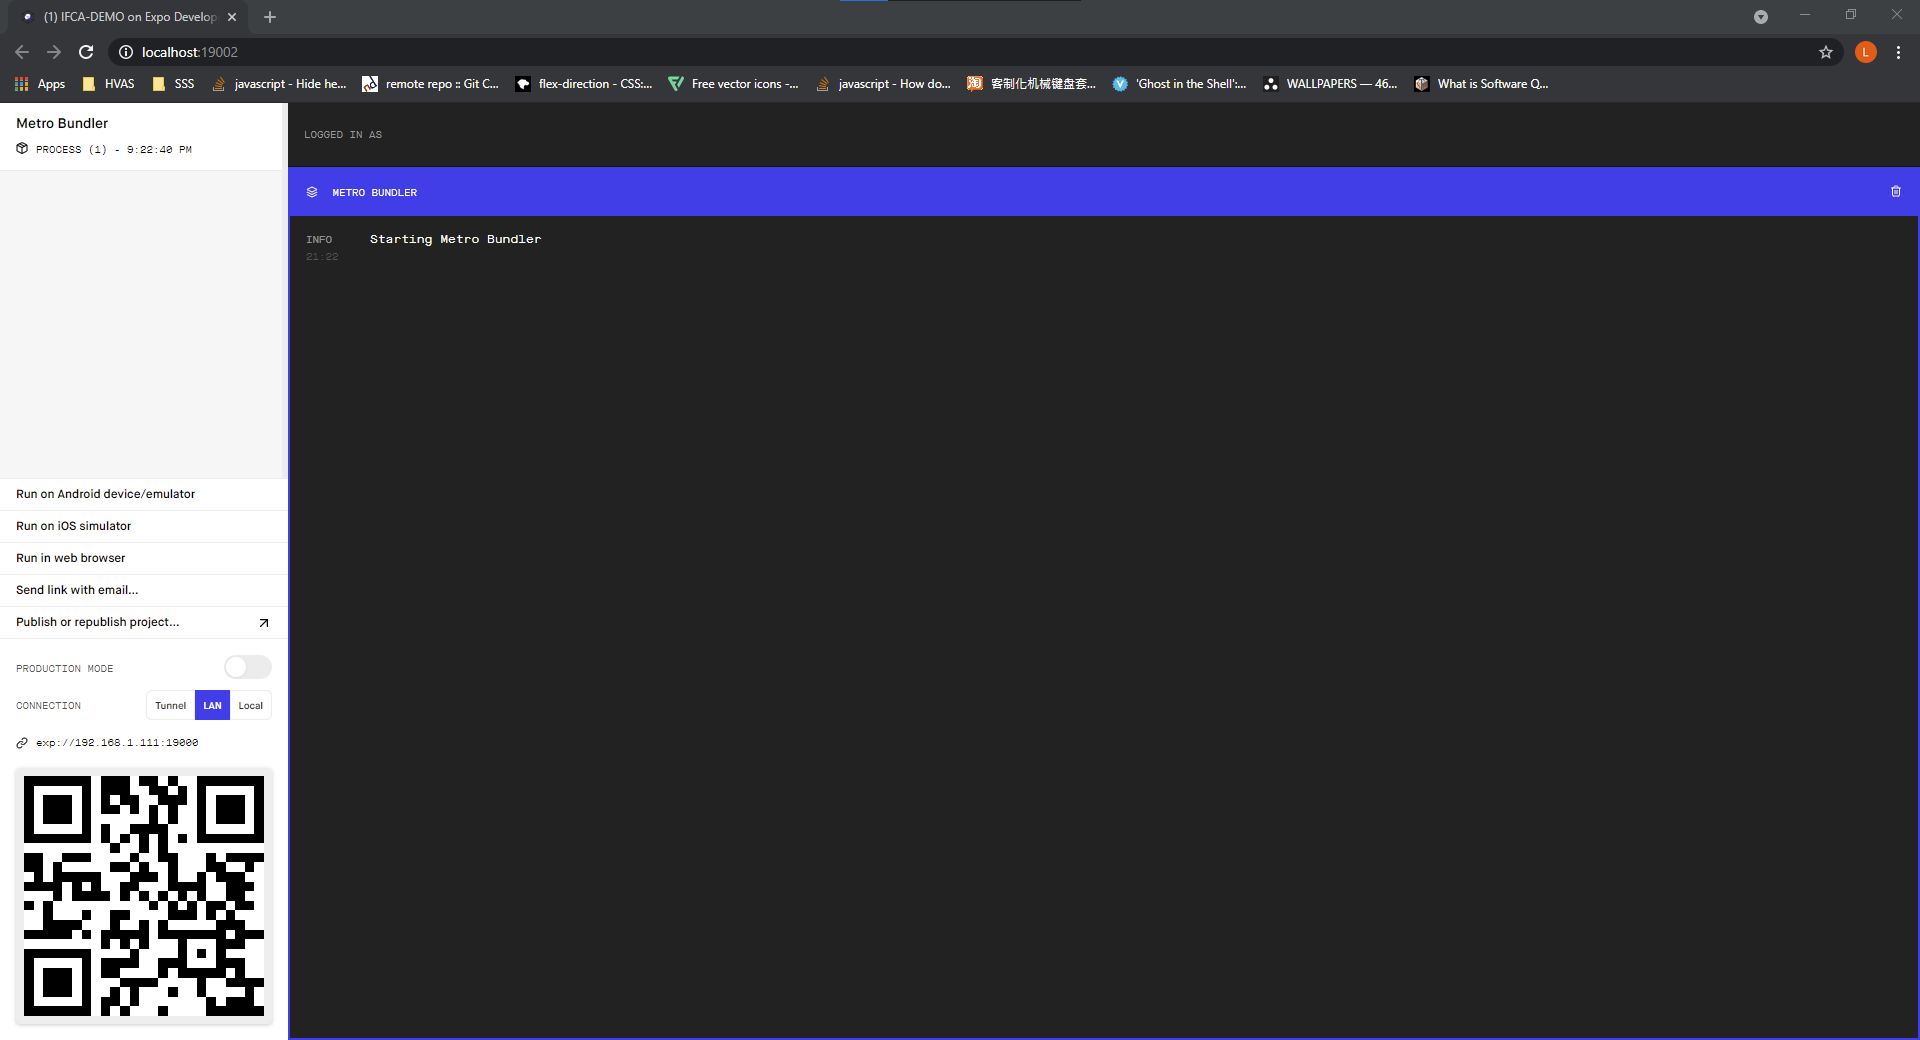 (1) IFCA-DEMO on Expo Develop
localhost:19002
L
Apps
HVAS
SSS
javascript - Hide he...
remote repo :: Git C...
flex-direction - CSS:...
Free vector icons -...
javascript - How do...
淘
客制化机械键盘套...
'Ghost in the Shell':...
WALLPAPERS — 46...
What is Software Q...
Metro Bundler
PROCESS (1) - 9:22:40 PM
LOGGED IN AS
METRO BUNDLER
INFO
Starting Metro Bundler
21:22
Run on Android device/emulator
Run on iOS simulator
Run in web browser
Send link with email...
Publish or republish project...
PRODUCTION MODE
CONNECTION
Tunnel
LAN
Local
exp://192.168.1.111:19000